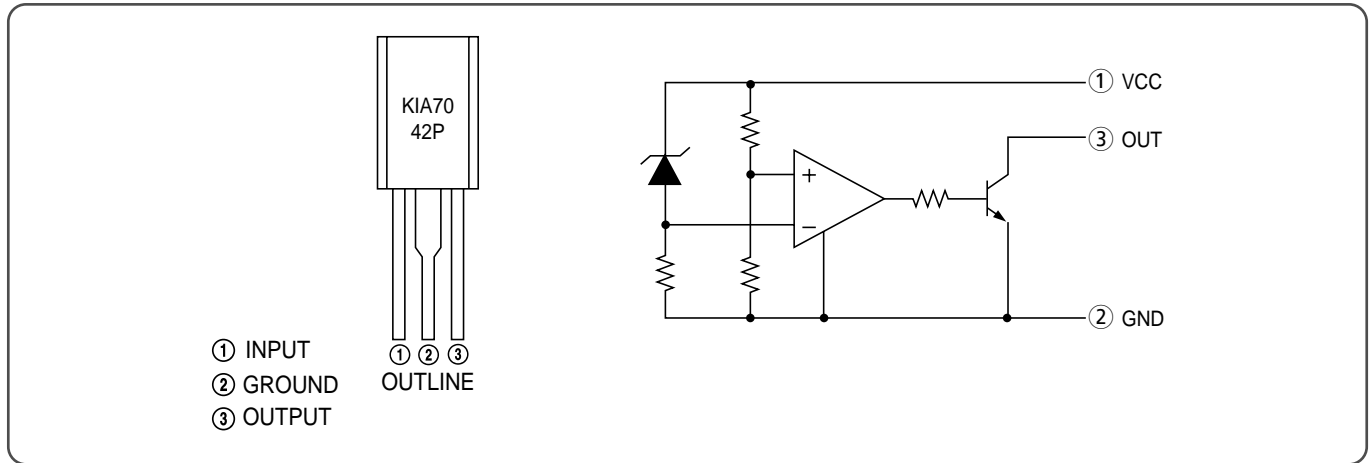 KIA70
42P
① VCC
③ OUT
+
−
② GND
① INPUT
② GROUND
③ OUTPUT
① ② ③
OUTLINE